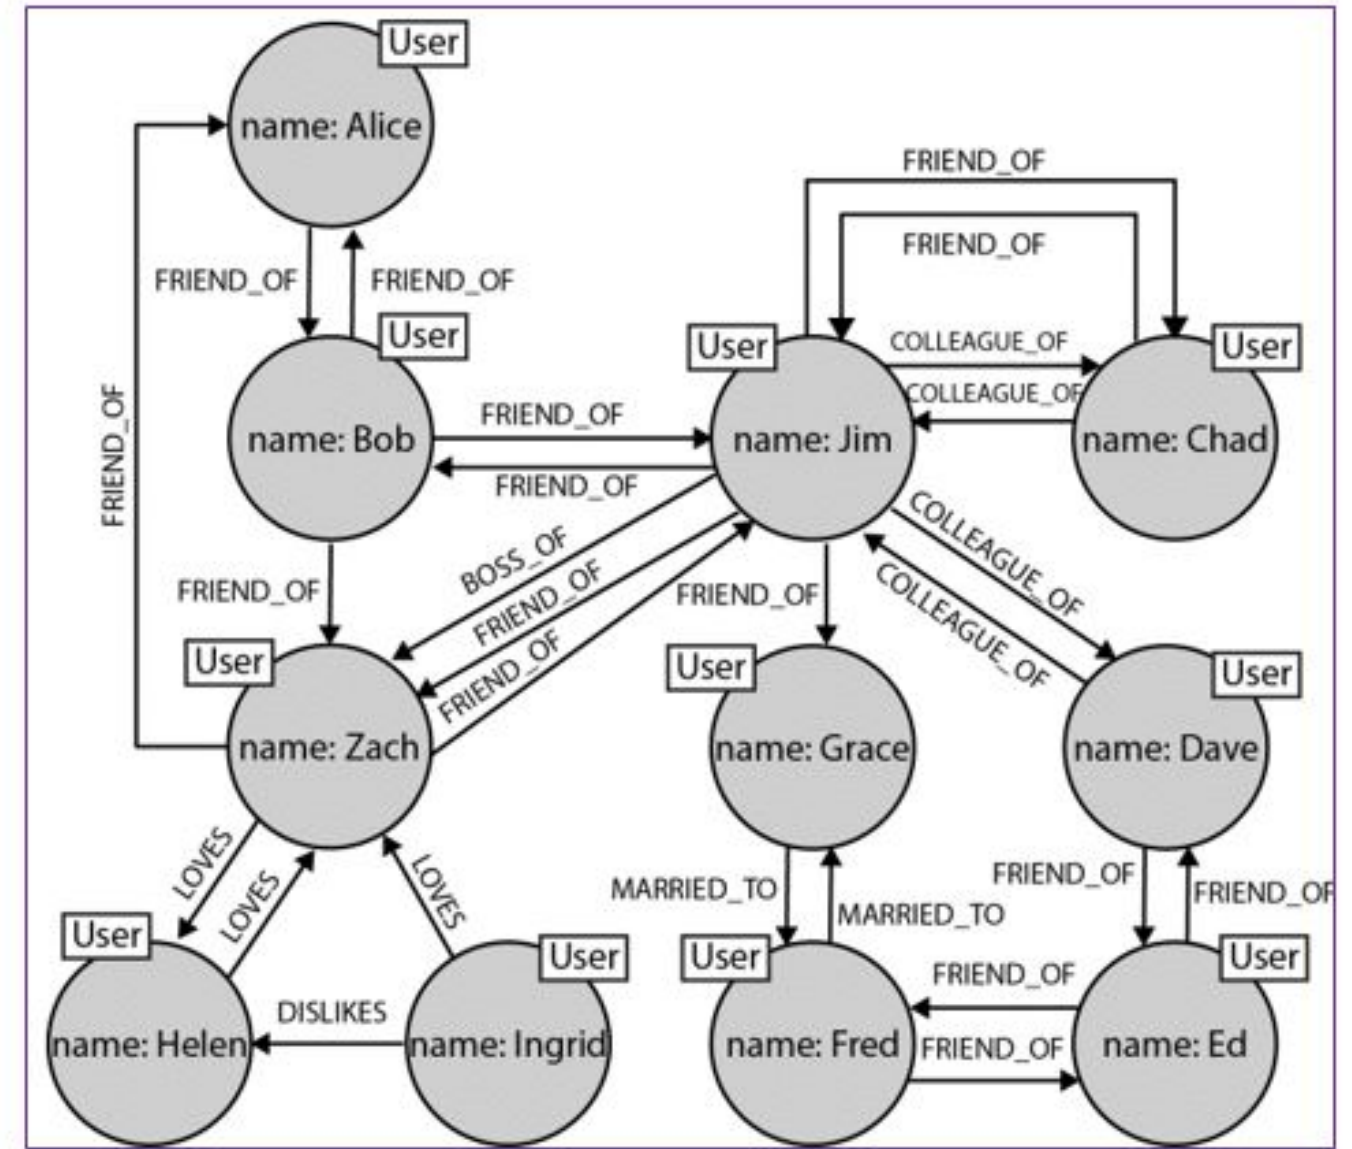 User
name: Alice
FRIEND_OF
FRIEND_OF
FRIEND_OF
FRIEND_OF
FRIEND_OF
User
name: Bob
User
name: Jim
User
name: Chad
COLLEAGUE_OF
COLLEAGUE_OF
FRIEND_OF
FRIEND_OF
FRIEND_OF
BOSS_OF
FRIEND_OF
FRIEND_OF
FRIEND_OF
COLLEAGUE_OF
COLLEAGUE_OF
User
name: Zach
User
name: Grace
User
name: Dave
LOVES
LOVES
LOVES
MARRIED_TO
MARRIED_TO
FRIEND_OF
FRIEND_OF
User
name: Helen
DISLIKES
User
name: Ingrid
User
name: Fred
FRIEND_OF
FRIEND_OF
User
name: Ed